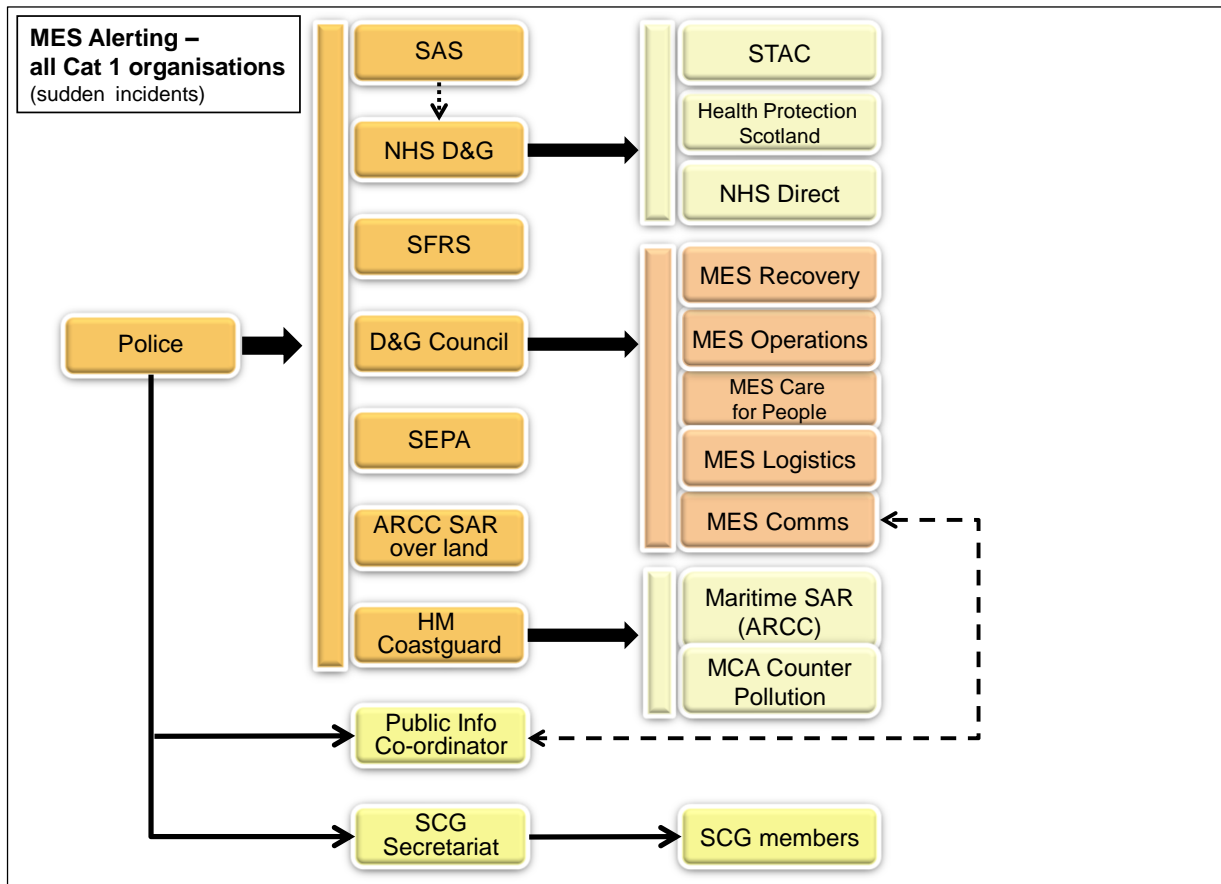 MES Alerting –
all Cat 1 organisations
(sudden incidents)
SAS
NHS D&G
SFRS
Police
D&G Council
SEPA
ARCC SAR
over land
HM
Coastguard
Public Info
Co-ordinator
SCG
Secretariat
STAC
Health Protection
Scotland
NHS Direct
MES Recovery
MES Operations
MES Care
for People
MES Logistics
MES Comms
Maritime SAR
(ARCC)
MCA Counter
Pollution
SCG members